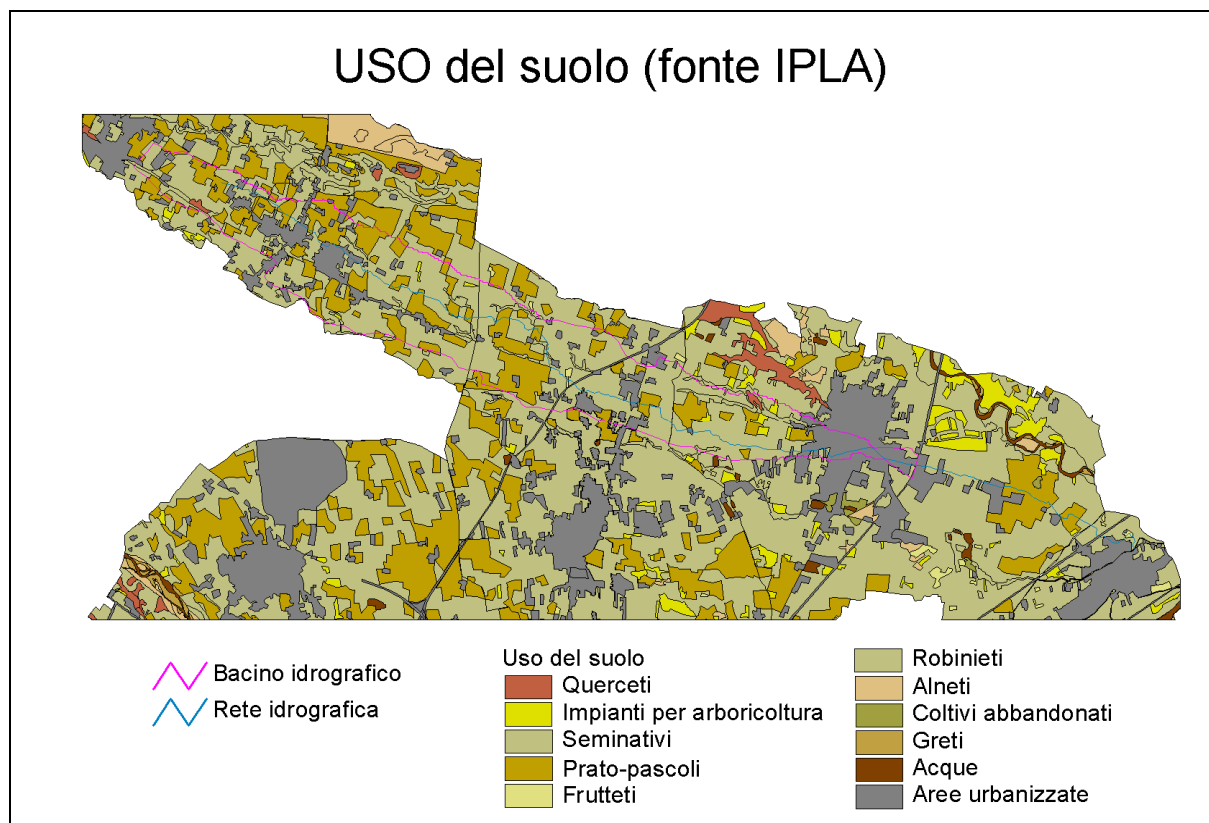 USO del suolo (fonte IPLA)
Bacino idrografico
Rete idrografica
Uso del suolo
Querceti
Impianti per arboricoltura
Seminativi
Prato-pascoli
Frutteti
Robinieti
Alneti
Coltivi abbandonati
Greti
Acque
Aree urbanizzate